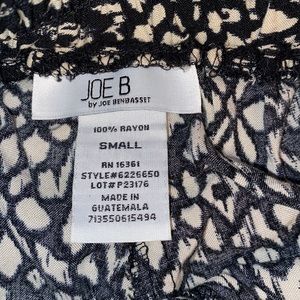 JOE B
by JOE BENBASSET
100% RAYON
SMALL
RN 16361
STYLE#6226650
LOT#P23176
MADE IN
GUATEMALA
713550615494